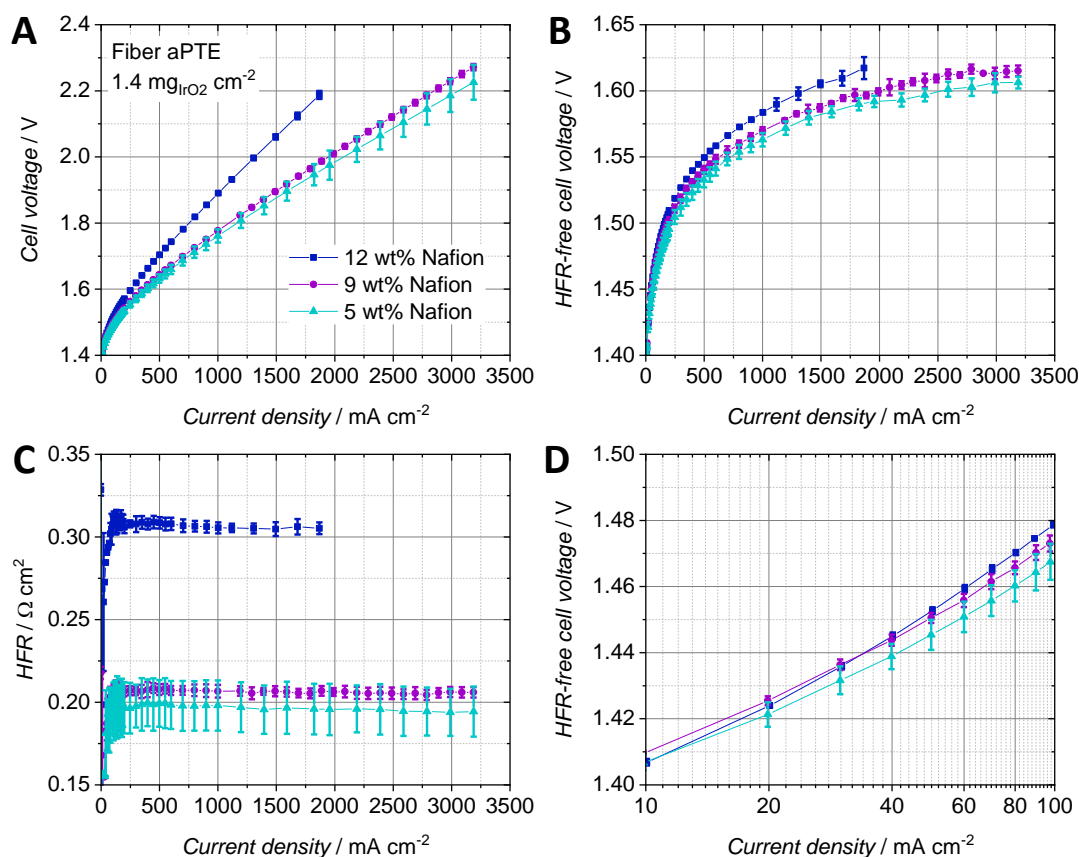 A
Fiber aPTE
1.4 mg_IrO2 cm⁻²
2.4
2.2
2.0
1.8
1.6
1.4
Cell voltage / V
12 wt% Nafion
9 wt% Nafion
5 wt% Nafion
0 500 1000 1500 2000 2500 3000 3500
Current density / mA cm⁻²
B
1.65
1.60
1.55
1.50
1.45
1.40
HFR-free cell voltage / V
0 500 1000 1500 2000 2500 3000 3500
Current density / mA cm⁻²
C
0.35
0.30
0.25
0.20
0.15
HFR / Ω cm²
0 500 1000 1500 2000 2500 3000 3500
Current density / mA cm⁻²
D
1.50
1.48
1.46
1.44
1.42
1.40
HFR-free cell voltage / V
10 20 40 60 80 100
Current density / mA cm⁻²